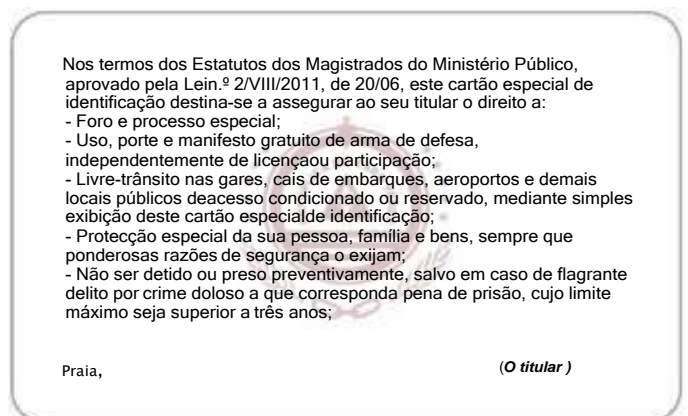 Nos termos dos Estatutos dos Magistrados do Ministério Público,
aprovado pela Lein.º 2/VIII/2011, de 20/06, este cartão especial de
identificação destina-se a assegurar ao seu titular o direito a:
- Foro e processo especial;
- Uso, porte e manifesto gratuito de arma de defesa,
independentemente de licençaou participação;
- Livre-trânsito nas gares, cais de embarques, aeroportos e demais
locais públicos deacesso condicionado ou reservado, mediante simples
exibição deste cartão especialde identificação;
- Protecção especial da sua pessoa, família e bens, sempre que
ponderosas razões de segurança o exijam;
- Não ser detido ou preso preventivamente, salvo em caso de flagrante
delito por crime doloso a que corresponda pena de prisão, cujo limite
máximo seja superior a três anos;
Praia, (O titular )